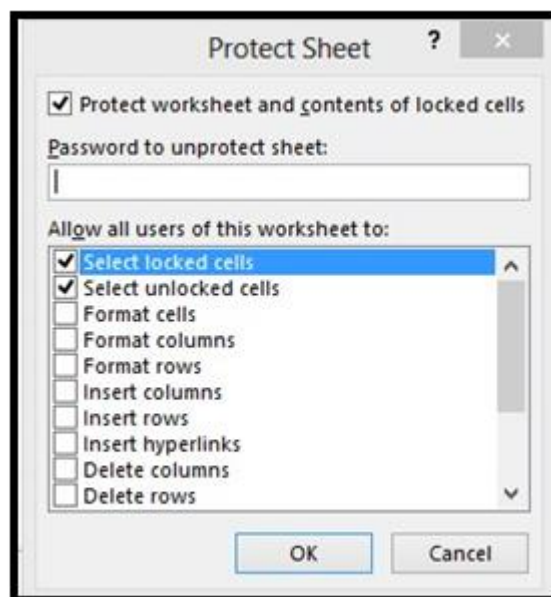 Protect Sheet ? ×
Protect worksheet and contents of locked cells
Password to unprotect sheet:
Allow all users of this worksheet to:
Select locked cells
Select unlocked cells
Format cells
Format columns
Format rows
Insert columns
Insert rows
Insert hyperlinks
Delete columns
Delete rows
OK Cancel